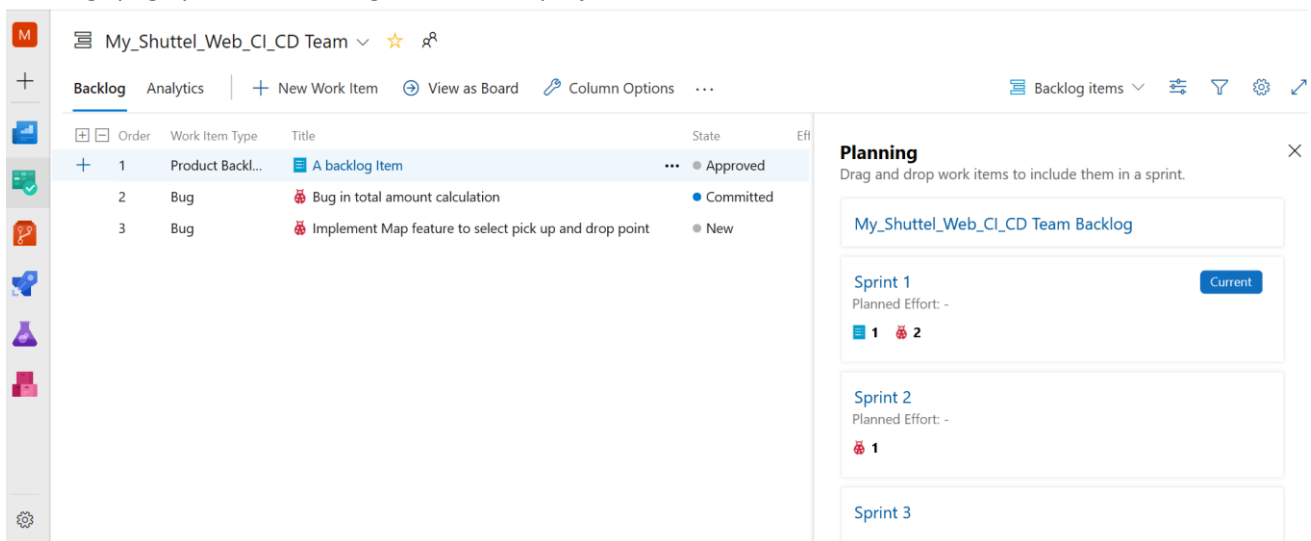 M
My_Shuttel_Web_CI_CD Team
Backlog Analytics New Work Item View as Board Column Options ... Backlog items
Order Work Item Type Title State Eff
1 Product Backl... A backlog Item ... Approved
2 Bug Bug in total amount calculation Committed
3 Bug Implement Map feature to select pick up and drop point New
Planning
Drag and drop work items to include them in a sprint.
My_Shuttel_Web_CI_CD Team Backlog
Sprint 1 Current
Planned Effort: -
1 2
Sprint 2
Planned Effort: -
1
Sprint 3